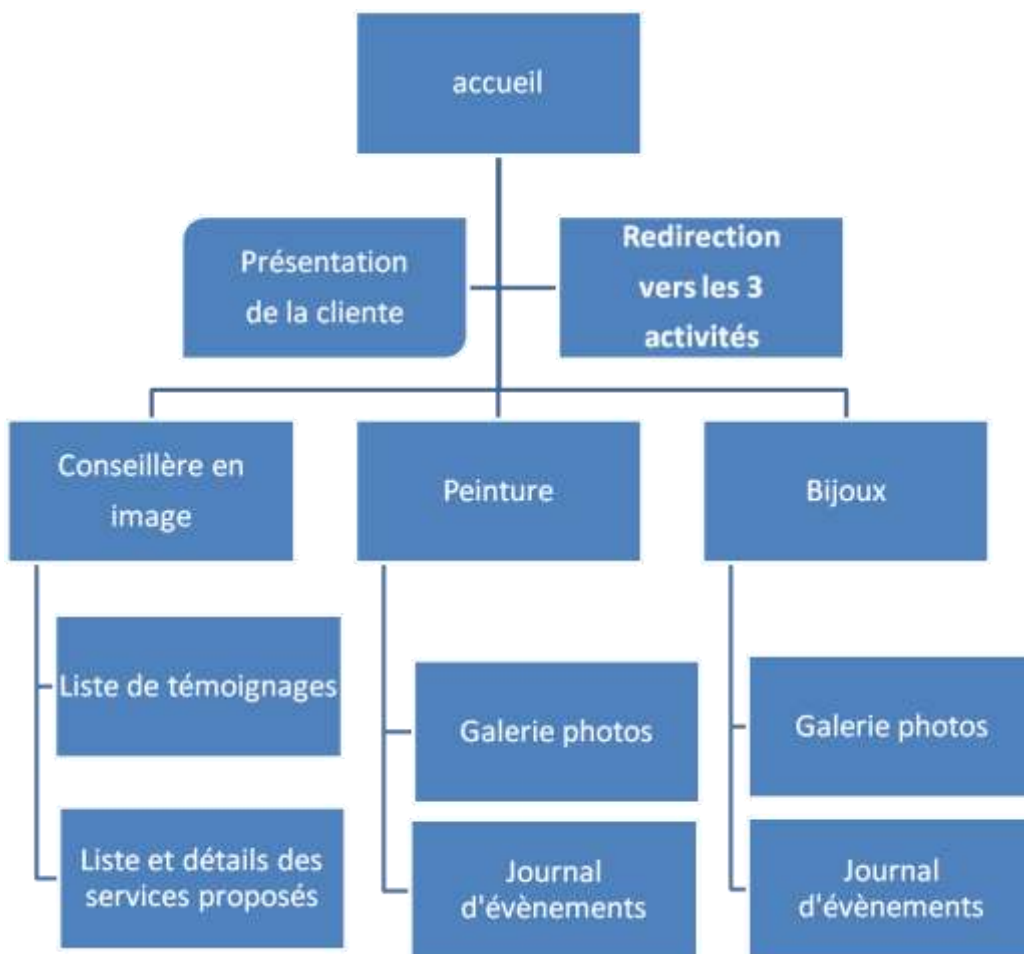 accueil
Présentation
de la cliente
Redirection
vers les 3
activités
Conseillère en
image
Peinture
Bijoux
Liste de témoignages
Liste et détails des
services proposés
Galerie photos
Journal
d'évènements
Galerie photos
Journal
d'évènements